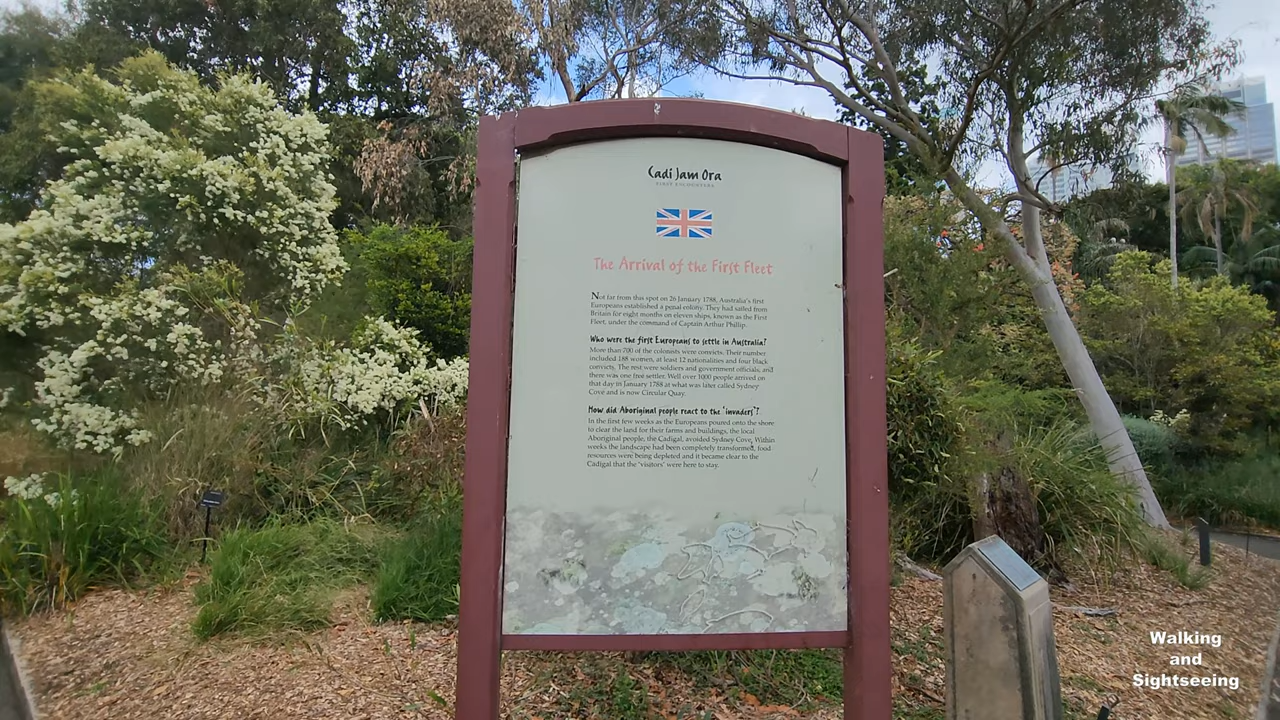 Cadi Jam Ora
FIRST ENCOUNTERS
The Arrival of the First Fleet
Not far from this spot on 26 January 1788, Australia's first
Europeans established a penal colony. They had sailed from
Britain for eight months on eleven ships, known as the First
Fleet, under the command of Captain Arthur Phillip.
Who were the first Europeans to settle in Australia?
More than 700 of the colonists were convicts. Their number
included 188 women, at least 12 nationalities and four black
convicts. The rest were soldiers and government officials, and
there was one free settler. Well over 1000 people arrived on
that day in January 1788 at what was later called Sydney
Cove and is now Circular Quay.
How did Aboriginal people react to the 'invaders'?
In the first few weeks as the Europeans poured onto the shore
to clear the land for their farms and buildings, the local
Aboriginal people, the Cadigal, avoided Sydney Cove. Within
weeks the landscape had been completely transformed, food
resources were being depleted and it became clear to the
Cadigal that the 'visitors' were here to stay.
Walking
and
Sightseeing